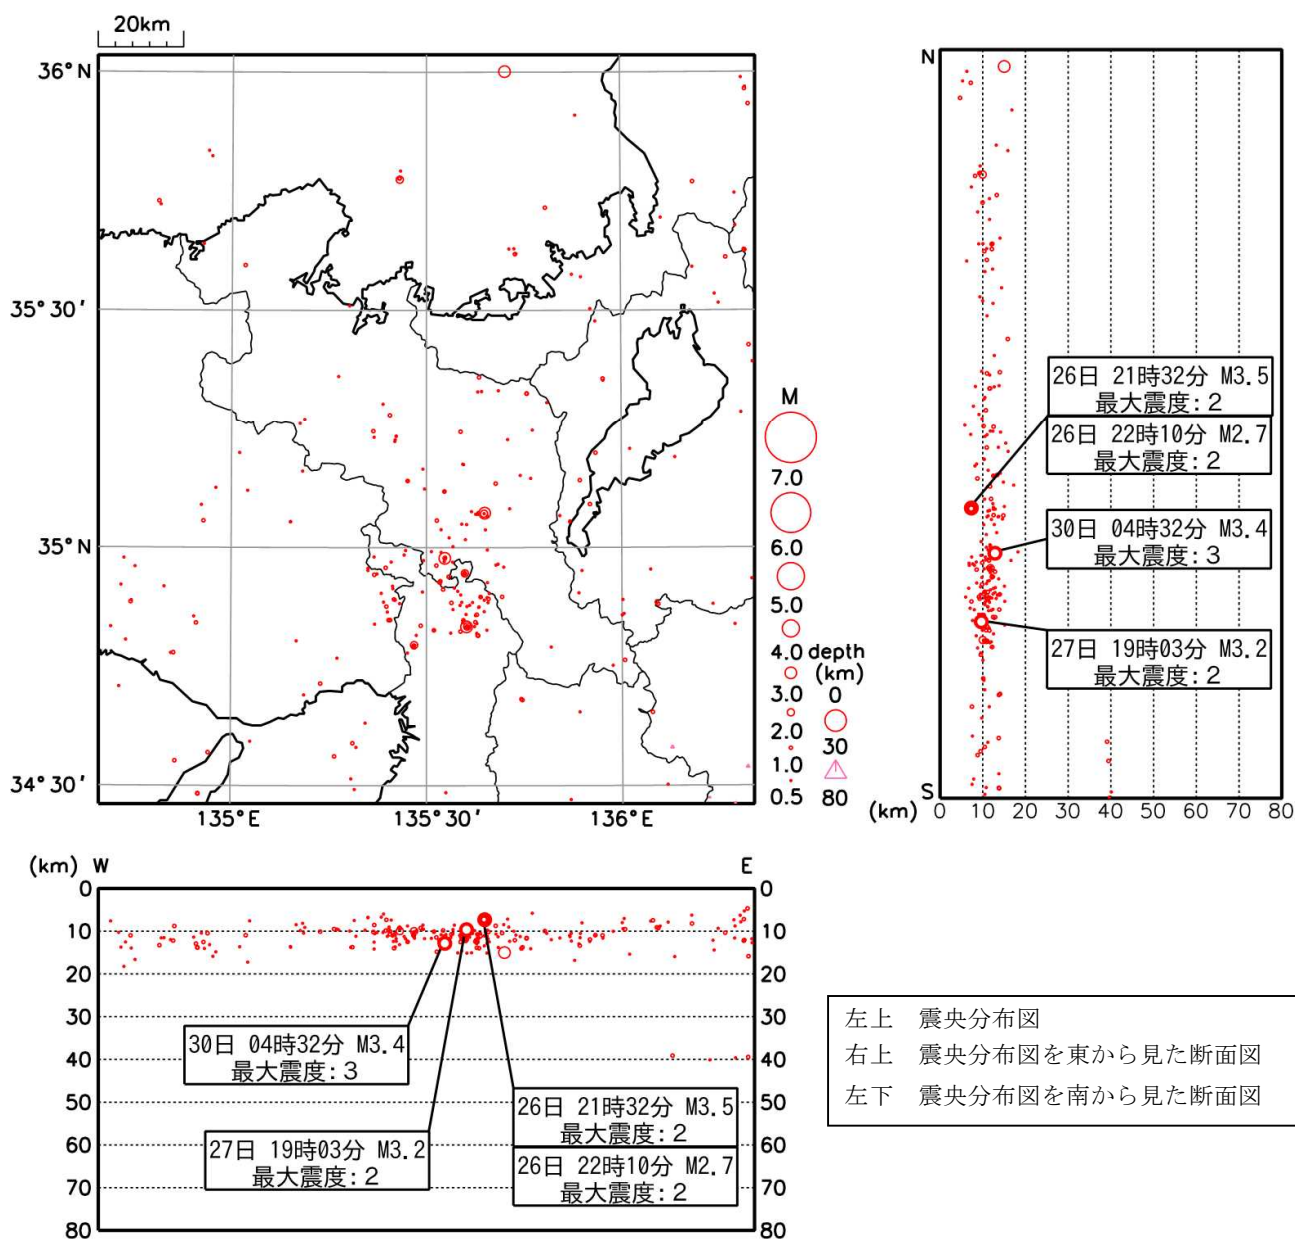 20km
36°N
35°30′
35°N
34°30′
135°E
135°30′
136°E
M
7.0
6.0
5.0
4.0
3.0
2.0
1.0
0.5
depth
(km)
0
30
80
N
S
(km)
0 10 20 30 40 50 60 70 80
26日 21時32分 M3.5
最大震度:2
26日 22時10分 M2.7
最大震度:2
30日 04時32分 M3.4
最大震度:3
27日 19時03分 M3.2
最大震度:2
(km) W
E
0
10
20
30
40
50
60
70
80
0
10
20
30
40
50
60
70
80
30日 04時32分 M3.4
最大震度:3
27日 19時03分 M3.2
最大震度:2
26日 21時32分 M3.5
最大震度:2
26日 22時10分 M2.7
最大震度:2
左上 震央分布図
右上 震央分布図を東から見た断面図
左下 震央分布図を南から見た断面図